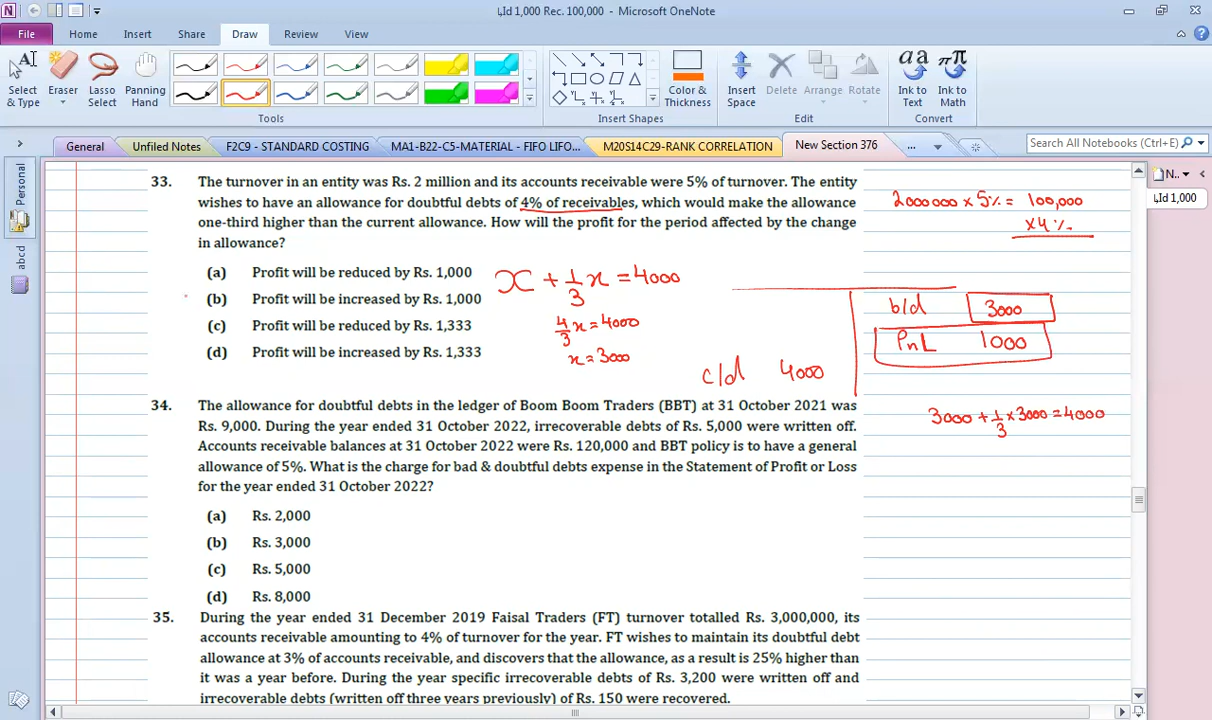 إId 1,000 Rec. 100,000 - Microsoft OneNote
File Home Insert Share Draw Review View
Select & Type
Eraser
Lasso Select
Panning Hand
Color & Thickness
Insert Space
Delete
Arrange
Rotate
Ink to Text
Ink to Math
Tools
Insert Shapes
Edit
Convert
General
Unfiled Notes
F2C9 - STANDARD COSTING
MA1-B22-C5-MATERIAL - FIFO LIFO...
M20S14C29-RANK CORRELATION
New Section 376
...
Search All Notebooks (Ctrl+E)
Personal
abcd
N..
Id 1,000
33. The turnover in an entity was Rs. 2 million and its accounts receivable were 5% of turnover. The entity
wishes to have an allowance for doubtful debts of 4% of receivables, which would make the allowance
one-third higher than the current allowance. How will the profit for the period affected by the change
in allowance?
(a) Profit will be reduced by Rs. 1,000
(b) Profit will be increased by Rs. 1,000
(c) Profit will be reduced by Rs. 1,333
(d) Profit will be increased by Rs. 1,333
x + 1/3 x = 4000
4/3 x = 4000
x = 3000
2000000 x 5% = 100,000
x 4%
b/d 3000
PnL 1000
c/d 4000
3000 + 1/3 x 3000 = 4000
34. The allowance for doubtful debts in the ledger of Boom Boom Traders (BBT) at 31 October 2021 was
Rs. 9,000. During the year ended 31 October 2022, irrecoverable debts of Rs. 5,000 were written off.
Accounts receivable balances at 31 October 2022 were Rs. 120,000 and BBT policy is to have a general
allowance of 5%. What is the charge for bad & doubtful debts expense in the Statement of Profit or Loss
for the year ended 31 October 2022?
(a) Rs. 2,000
(b) Rs. 3,000
(c) Rs. 5,000
(d) Rs. 8,000
35. During the year ended 31 December 2019 Faisal Traders (FT) turnover totalled Rs. 3,000,000, its
accounts receivable amounting to 4% of turnover for the year. FT wishes to maintain its doubtful debt
allowance at 3% of accounts receivable, and discovers that the allowance, as a result is 25% higher than
it was a year before. During the year specific irrecoverable debts of Rs. 3,200 were written off and
irrecoverable debts (written off three years previously) of Rs. 150 were recovered.